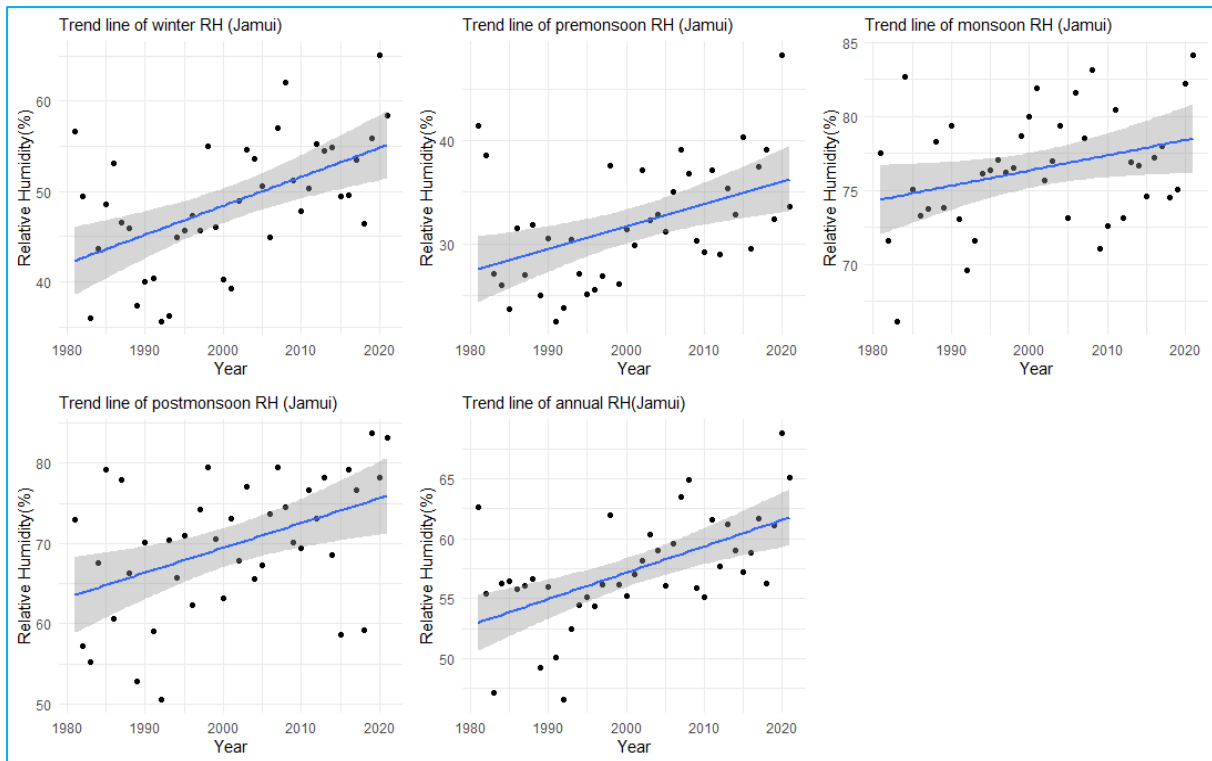 Trend line of winter RH (Jamui)
Relative Humidity(%)
60
50
40
1980 1990 2000 2010 2020
Year
Trend line of premonsoon RH (Jamui)
Relative Humidity(%)
40
30
1980 1990 2000 2010 2020
Year
Trend line of monsoon RH (Jamui)
Relative Humidity(%)
85
80
75
70
1980 1990 2000 2010 2020
Year
Trend line of postmonsoon RH (Jamui)
Relative Humidity(%)
80
70
60
50
1980 1990 2000 2010 2020
Year
Trend line of annual RH(Jamui)
Relative Humidity(%)
65
60
55
50
1980 1990 2000 2010 2020
Year